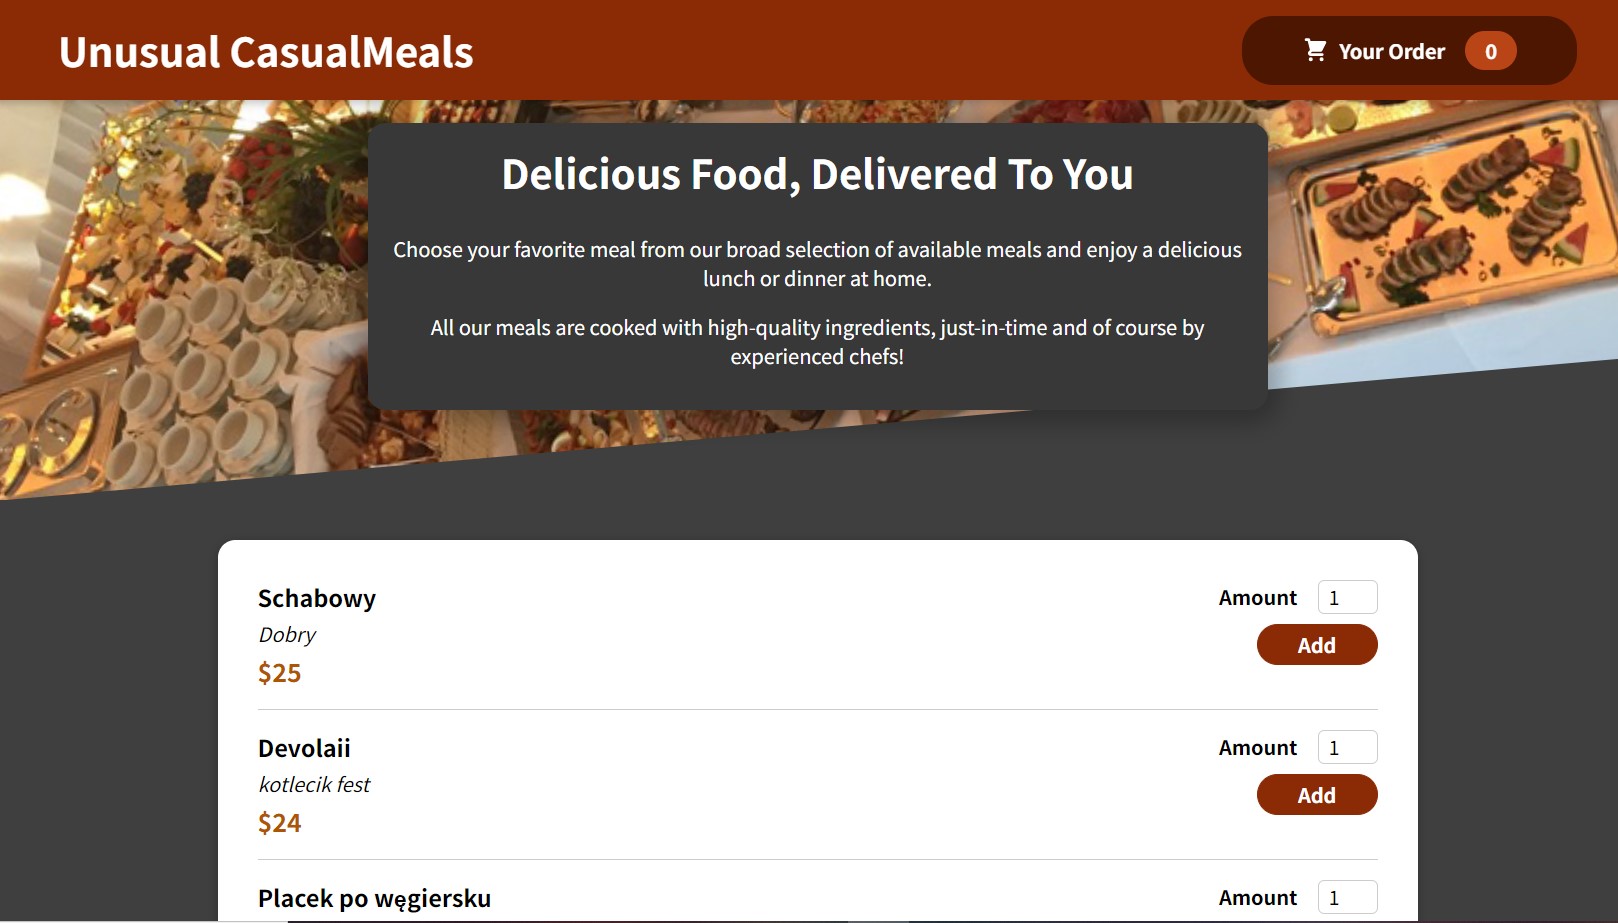 Unusual CasualMeals
Your Order 0
Delicious Food, Delivered To You
Choose your favorite meal from our broad selection of available meals and enjoy a delicious
lunch or dinner at home.
All our meals are cooked with high-quality ingredients, just-in-time and of course by
experienced chefs!
Schabowy
Amount 1
Dobry
Add
$25
Devolaii
Amount 1
kotlecik fest
Add
$24
Placek po węgiersku
Amount 1